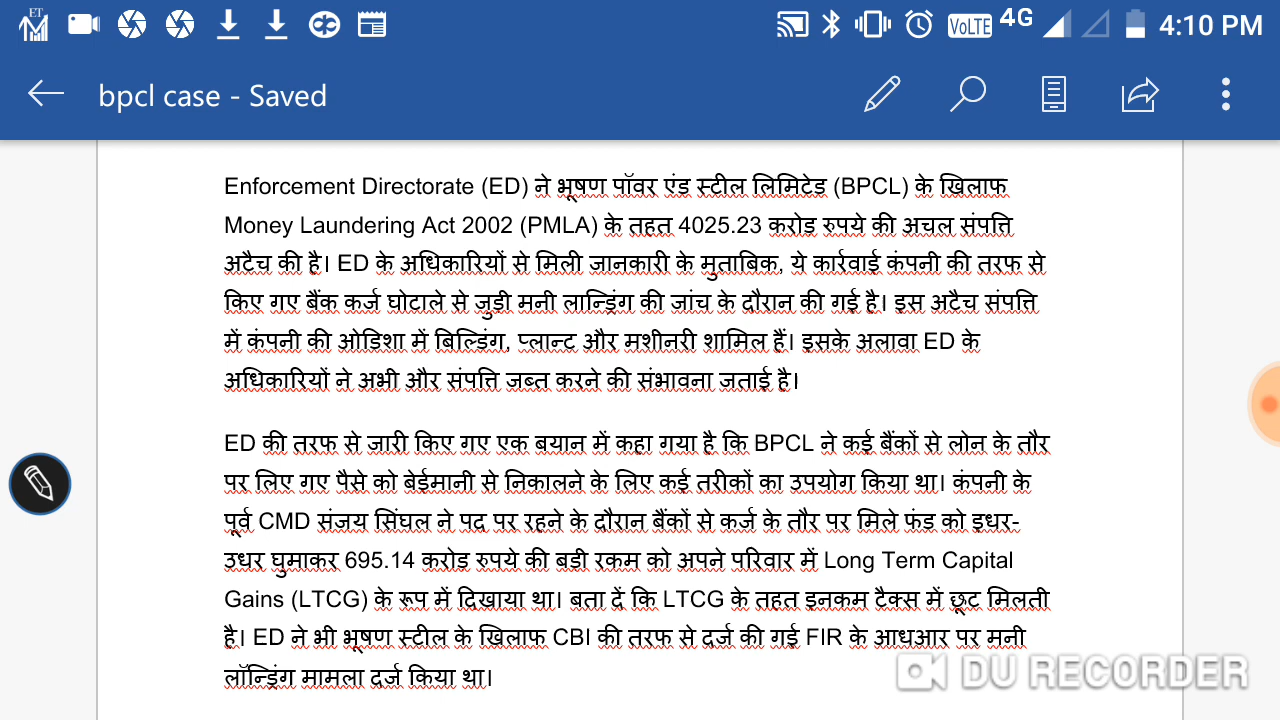 ET
VoLTE 4G 4:10 PM
bpcl case - Saved
Enforcement Directorate (ED) ने भूषण पॉवर एंड स्टील लिमिटेड (BPCL) के खिलाफ
Money Laundering Act 2002 (PMLA) के तहत 4025.23 करोड़ रुपये की अचल संपत्ति
अटैच की है। ED के अधिकारियों से मिली जानकारी के मुताबिक, ये कार्रवाई कंपनी की तरफ से
किए गए बैंक कर्ज घोटाले से जुड़ी मनी लान्ड्रिंग की जांच के दौरान की गई है। इस अटैच संपत्ति
में कंपनी की ओडिशा में बिल्डिंग, प्लान्ट और मशीनरी शामिल हैं। इसके अलावा ED के
अधिकारियों ने अभी और संपत्ति जब्त करने की संभावना जताई है।
ED की तरफ से जारी किए गए एक बयान में कहा गया है कि BPCL ने कई बैंकों से लोन के तौर
पर लिए गए पैसे को बेईमानी से निकालने के लिए कई तरीकों का उपयोग किया था। कंपनी के
पूर्व CMD संजय सिंघल ने पद पर रहने के दौरान बैंकों से कर्ज के तौर पर मिले फंड को इधर-
उधर घुमाकर 695.14 करोड़ रुपये की बड़ी रकम को अपने परिवार में Long Term Capital
Gains (LTCG) के रूप में दिखाया था। बता दें कि LTCG के तहत इनकम टैक्स में छूट मिलती
है। ED ने भी भूषण स्टील के खिलाफ CBI की तरफ से दर्ज की गई FIR के आधआर पर मनी
लॉन्ड्रिंग मामला दर्ज किया था।
DU RECORDER